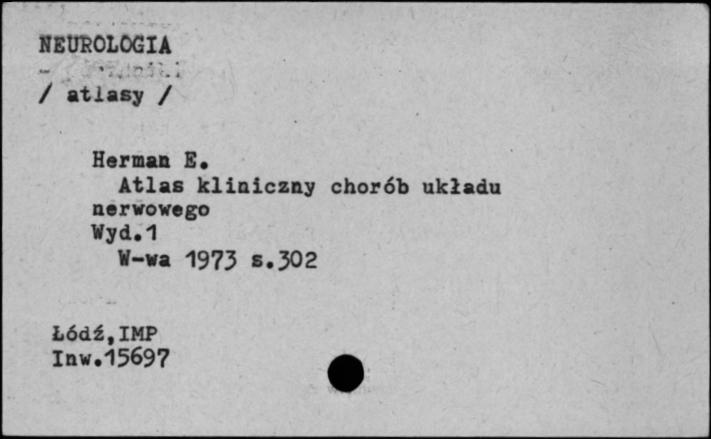 NEUROLOGIA
/ atlasy /
Herman E.
Atlas kliniczny chorób układu
nerwowego
Wyd.1
W-wa 1973 s.302
Łódź,IMP
Inw.15697